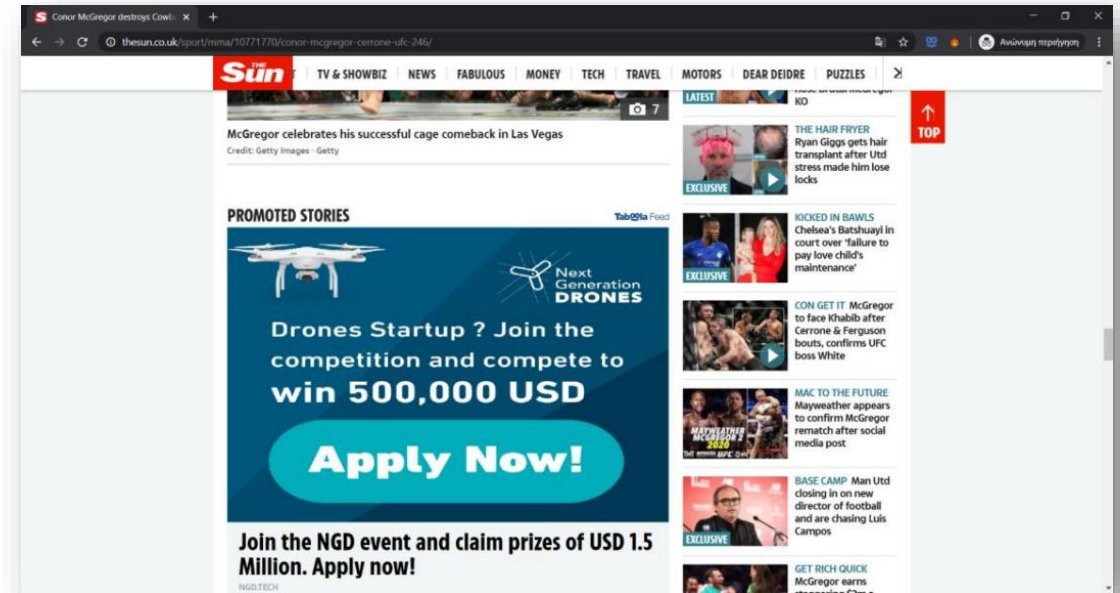 Conor McGregor destroys Cowb
thesun.co.uk/sport/mma/10771770/conor-mcgregor-cerrone-ufc-246/
Ανώνυμη περιήγηση
THE
Sun
TV & SHOWBIZ
NEWS
FABULOUS
MONEY
TECH
TRAVEL
MOTORS
DEAR DEIDRE
PUZZLES
7
McGregor celebrates his successful cage comeback in Las Vegas
Credit: Getty Images - Getty
PROMOTED STORIES
Taboola Feed
Next
Generation
DRONES
Drones Startup ? Join the
competition and compete to
win 500,000 USD
Apply Now!
Join the NGD event and claim prizes of USD 1.5
Million. Apply now!
NGD.TECH
LATEST
KO
THE HAIR FRYER
Ryan Giggs gets hair
transplant after Utd
stress made him lose
locks
EXCLUSIVE
KICKED IN BAWLS
Chelsea's Batshuayi in
court over 'failure to
pay love child's
maintenance'
EXCLUSIVE
CON GET IT McGregor
to face Khabib after
Cerrone & Ferguson
bouts, confirms UFC
boss White
MAC TO THE FUTURE
Mayweather appears
to confirm McGregor
rematch after social
media post
MAYWEATHER
MCGREGOR 2
2020
BASE CAMP Man Utd
closing in on new
director of football
and are chasing Luis
Campos
EXCLUSIVE
GET RICH QUICK
McGregor earns
TOP